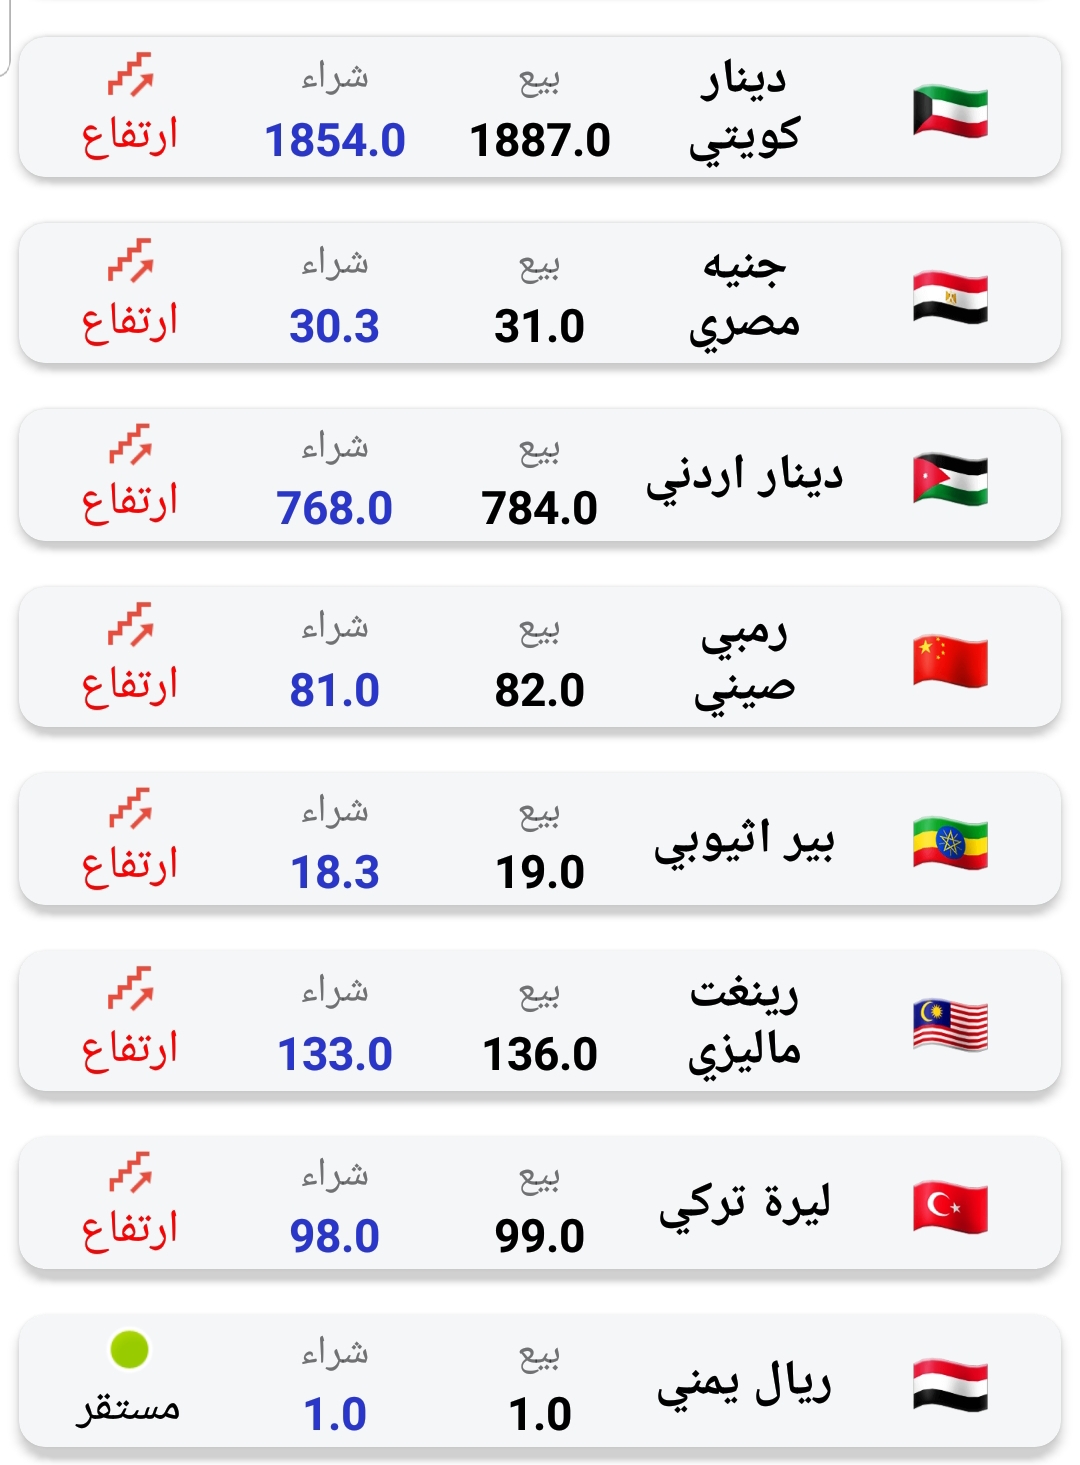 دينار
كويتي
بيع
1887.0
شراء
1854.0
ارتفاع
جنيه
مصري
بيع
31.0
شراء
30.3
ارتفاع
دينار اردني
بيع
784.0
شراء
768.0
ارتفاع
رمبي
صيني
بيع
82.0
شراء
81.0
ارتفاع
بير اثيوبي
بيع
19.0
شراء
18.3
ارتفاع
رينغت
ماليزي
بيع
136.0
شراء
133.0
ارتفاع
ليرة تركي
بيع
99.0
شراء
98.0
ارتفاع
ريال يمني
بيع
1.0
شراء
1.0
مستقر